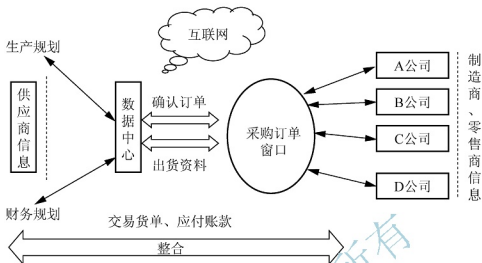 互联网
生产规划
供应商信息
数据中心
确认订单
出货资料
采购订单
窗口
A公司
B公司
C公司
D公司
制造商、零售商信息
财务规划
交易货单、应付账款
整合
所有